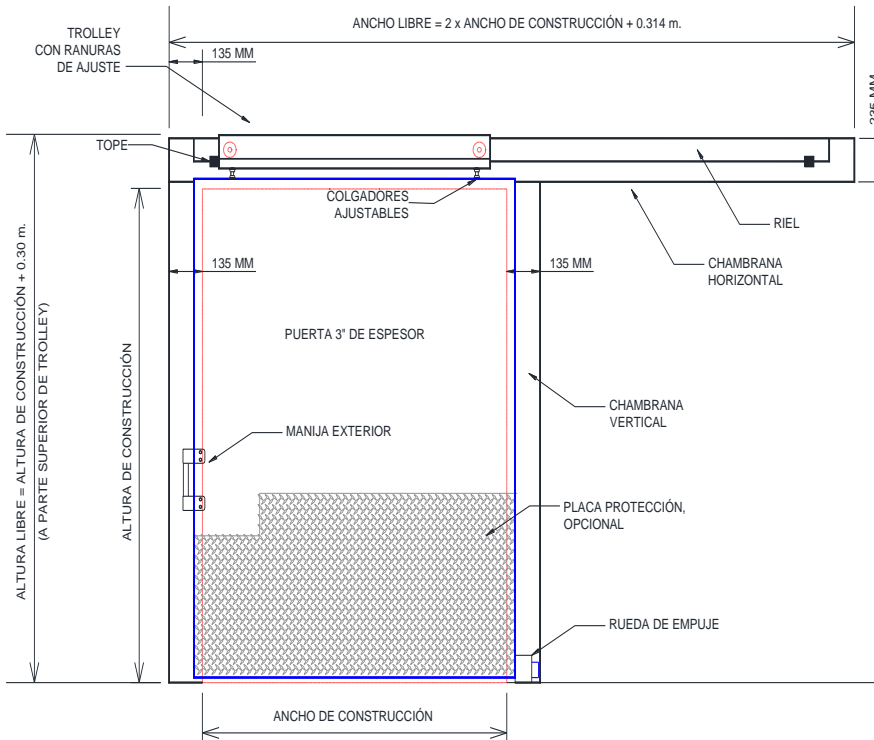 ANCHO LIBRE = 2 x ANCHO DE CONSTRUCCIÓN + 0.314 m.
TROLLEY
CON RANURAS
DE AJUSTE
135 MM
TOPE
COLGADORES
AJUSTABLES
RIEL
CHAMBRANA
HORIZONTAL
135 MM
135 MM
PUERTA 3" DE ESPESOR
ALTURA LIBRE = ALTURA DE CONSTRUCCIÓN + 0.30 m.
(A PARTE SUPERIOR DE TROLLEY)
ALTURA DE CONSTRUCCIÓN
MANIJA EXTERIOR
CHAMBRANA
VERTICAL
PLACA PROTECCIÓN,
OPCIONAL
RUEDA DE EMPUJE
ANCHO DE CONSTRUCCIÓN